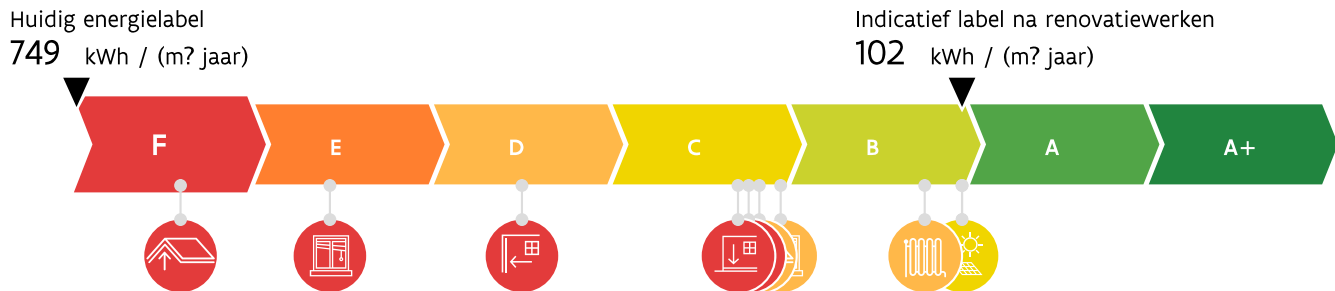 Huidig energielabel
749 kWh / (m? jaar)
Indicatief label na renovatiewerken
102 kWh / (m? jaar)
F E D C B A A+